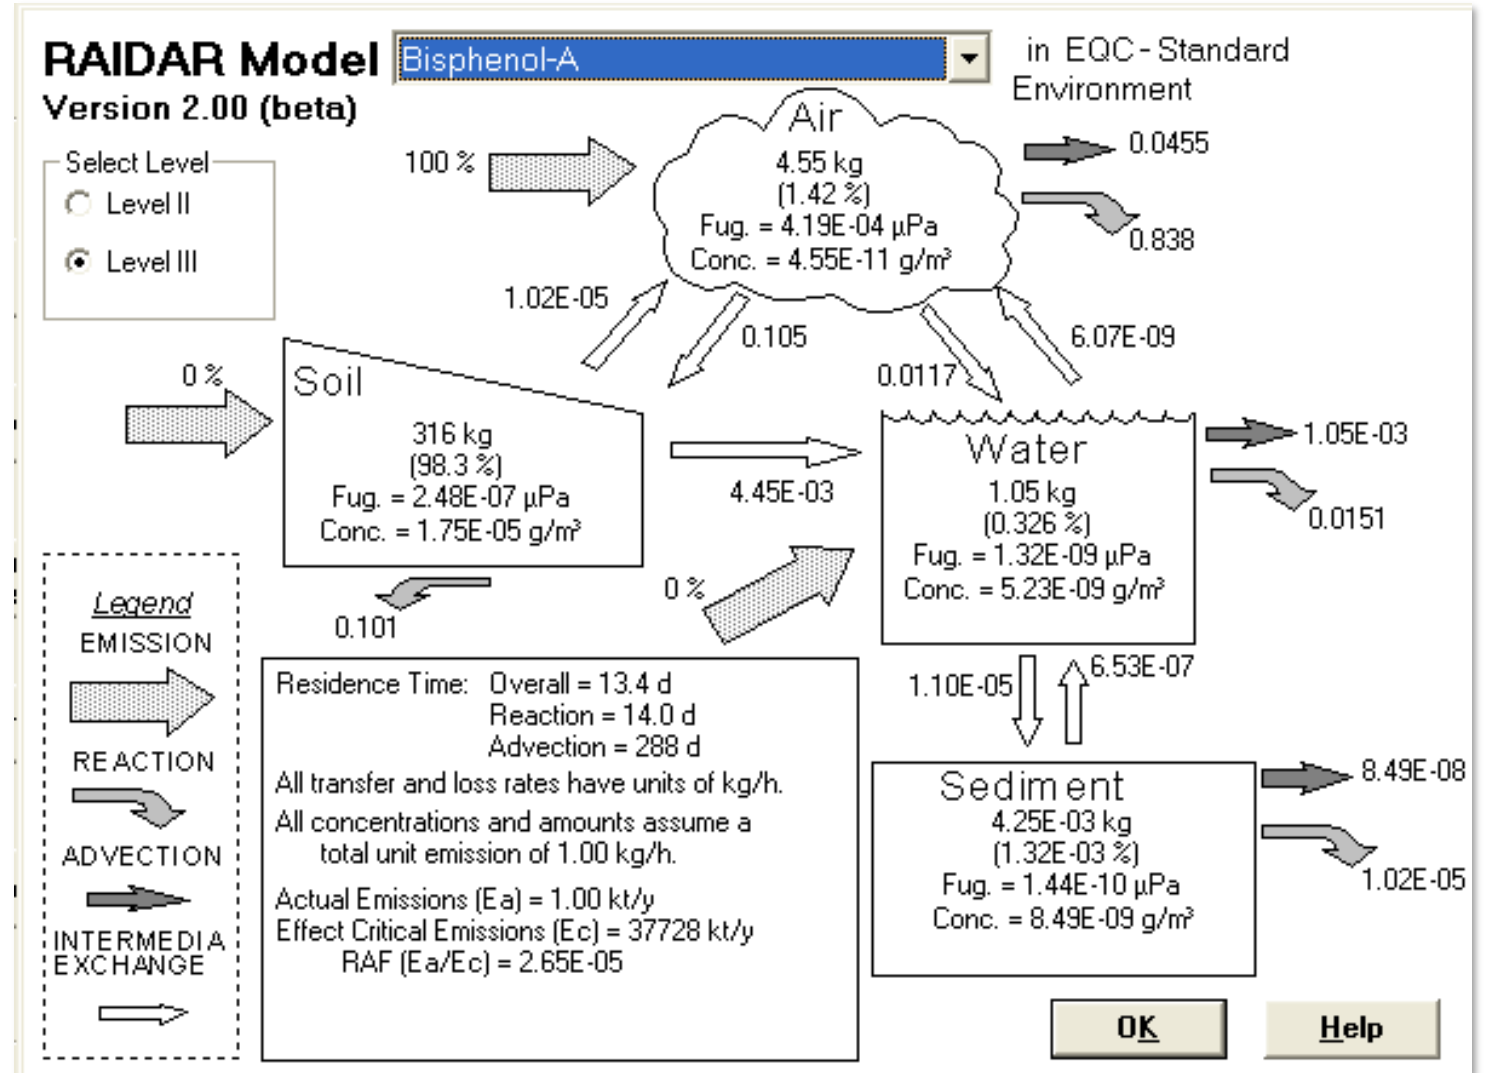 RAIDAR Model
Bisphenol-A
in EQC - Standard
Environment
Version 2.00 (beta)
Select Level
Level II
Level III
100 %
Air
4.55 kg
(1.42 %)
Fug. = 4.19E-04 µPa
Conc. = 4.55E-11 g/m³
0.0455
0.838
1.02E-05
0.105
0.0117
6.07E-09
0 %
Soil
316 kg
(98.3 %)
Fug. = 2.48E-07 µPa
Conc. = 1.75E-05 g/m³
4.45E-03
0.101
0 %
Water
1.05 kg
(0.326 %)
Fug. = 1.32E-09 µPa
Conc. = 5.23E-09 g/m³
1.05E-03
0.0151
1.10E-05
6.53E-07
Sediment
4.25E-03 kg
(1.32E-03 %)
Fug. = 1.44E-10 µPa
Conc. = 8.49E-09 g/m³
8.49E-08
1.02E-05
Legend
EMISSION
REACTION
ADVECTION
INTERMEDIA
EXCHANGE
Residence Time: Overall = 13.4 d
Reaction = 14.0 d
Advection = 288 d
All transfer and loss rates have units of kg/h.
All concentrations and amounts assume a
total unit emission of 1.00 kg/h.
Actual Emissions (Ea) = 1.00 kt/y
Effect Critical Emissions (Ec) = 37728 kt/y
RAF (Ea/Ec) = 2.65E-05
OK
Help